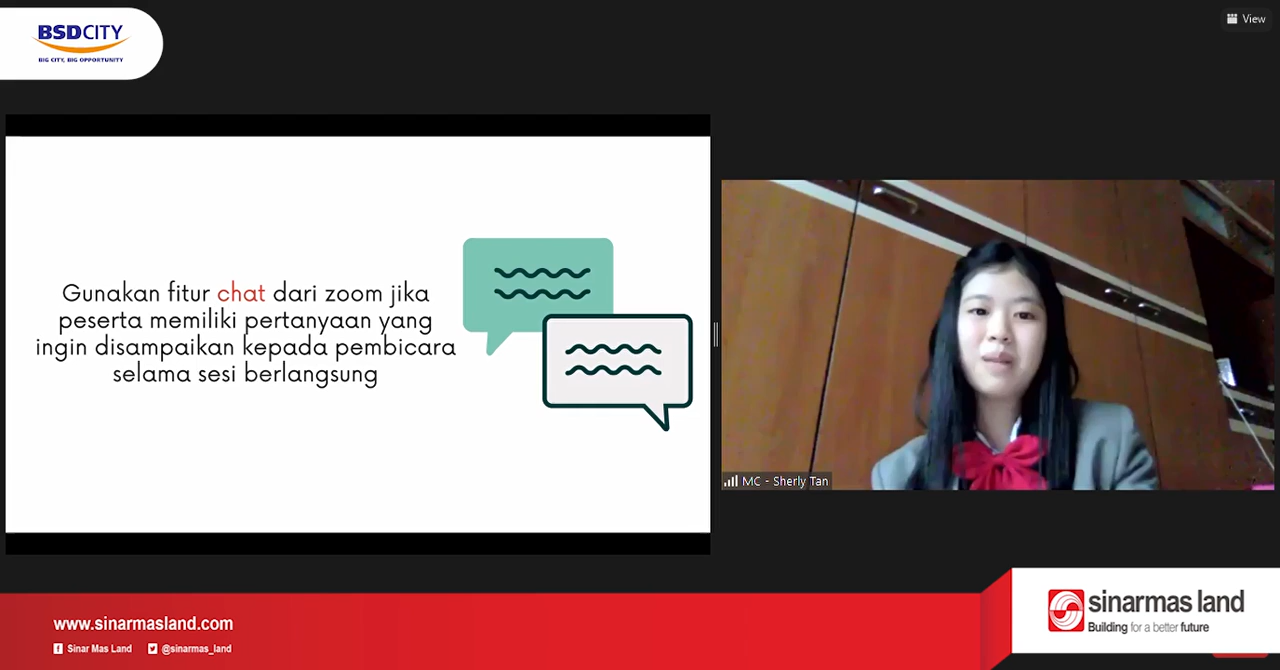 BSDCITY
BIG CITY, BIG OPPORTUNITY
View
Gunakan fitur chat dari zoom jika
peserta memiliki pertanyaan yang
ingin disampaikan kepada pembicara
selama sesi berlangsung
MC - Sherly Tan
www.sinarmasland.com
Sinar Mas Land
@sinarmas_land
sinarmas land
Building for a better future